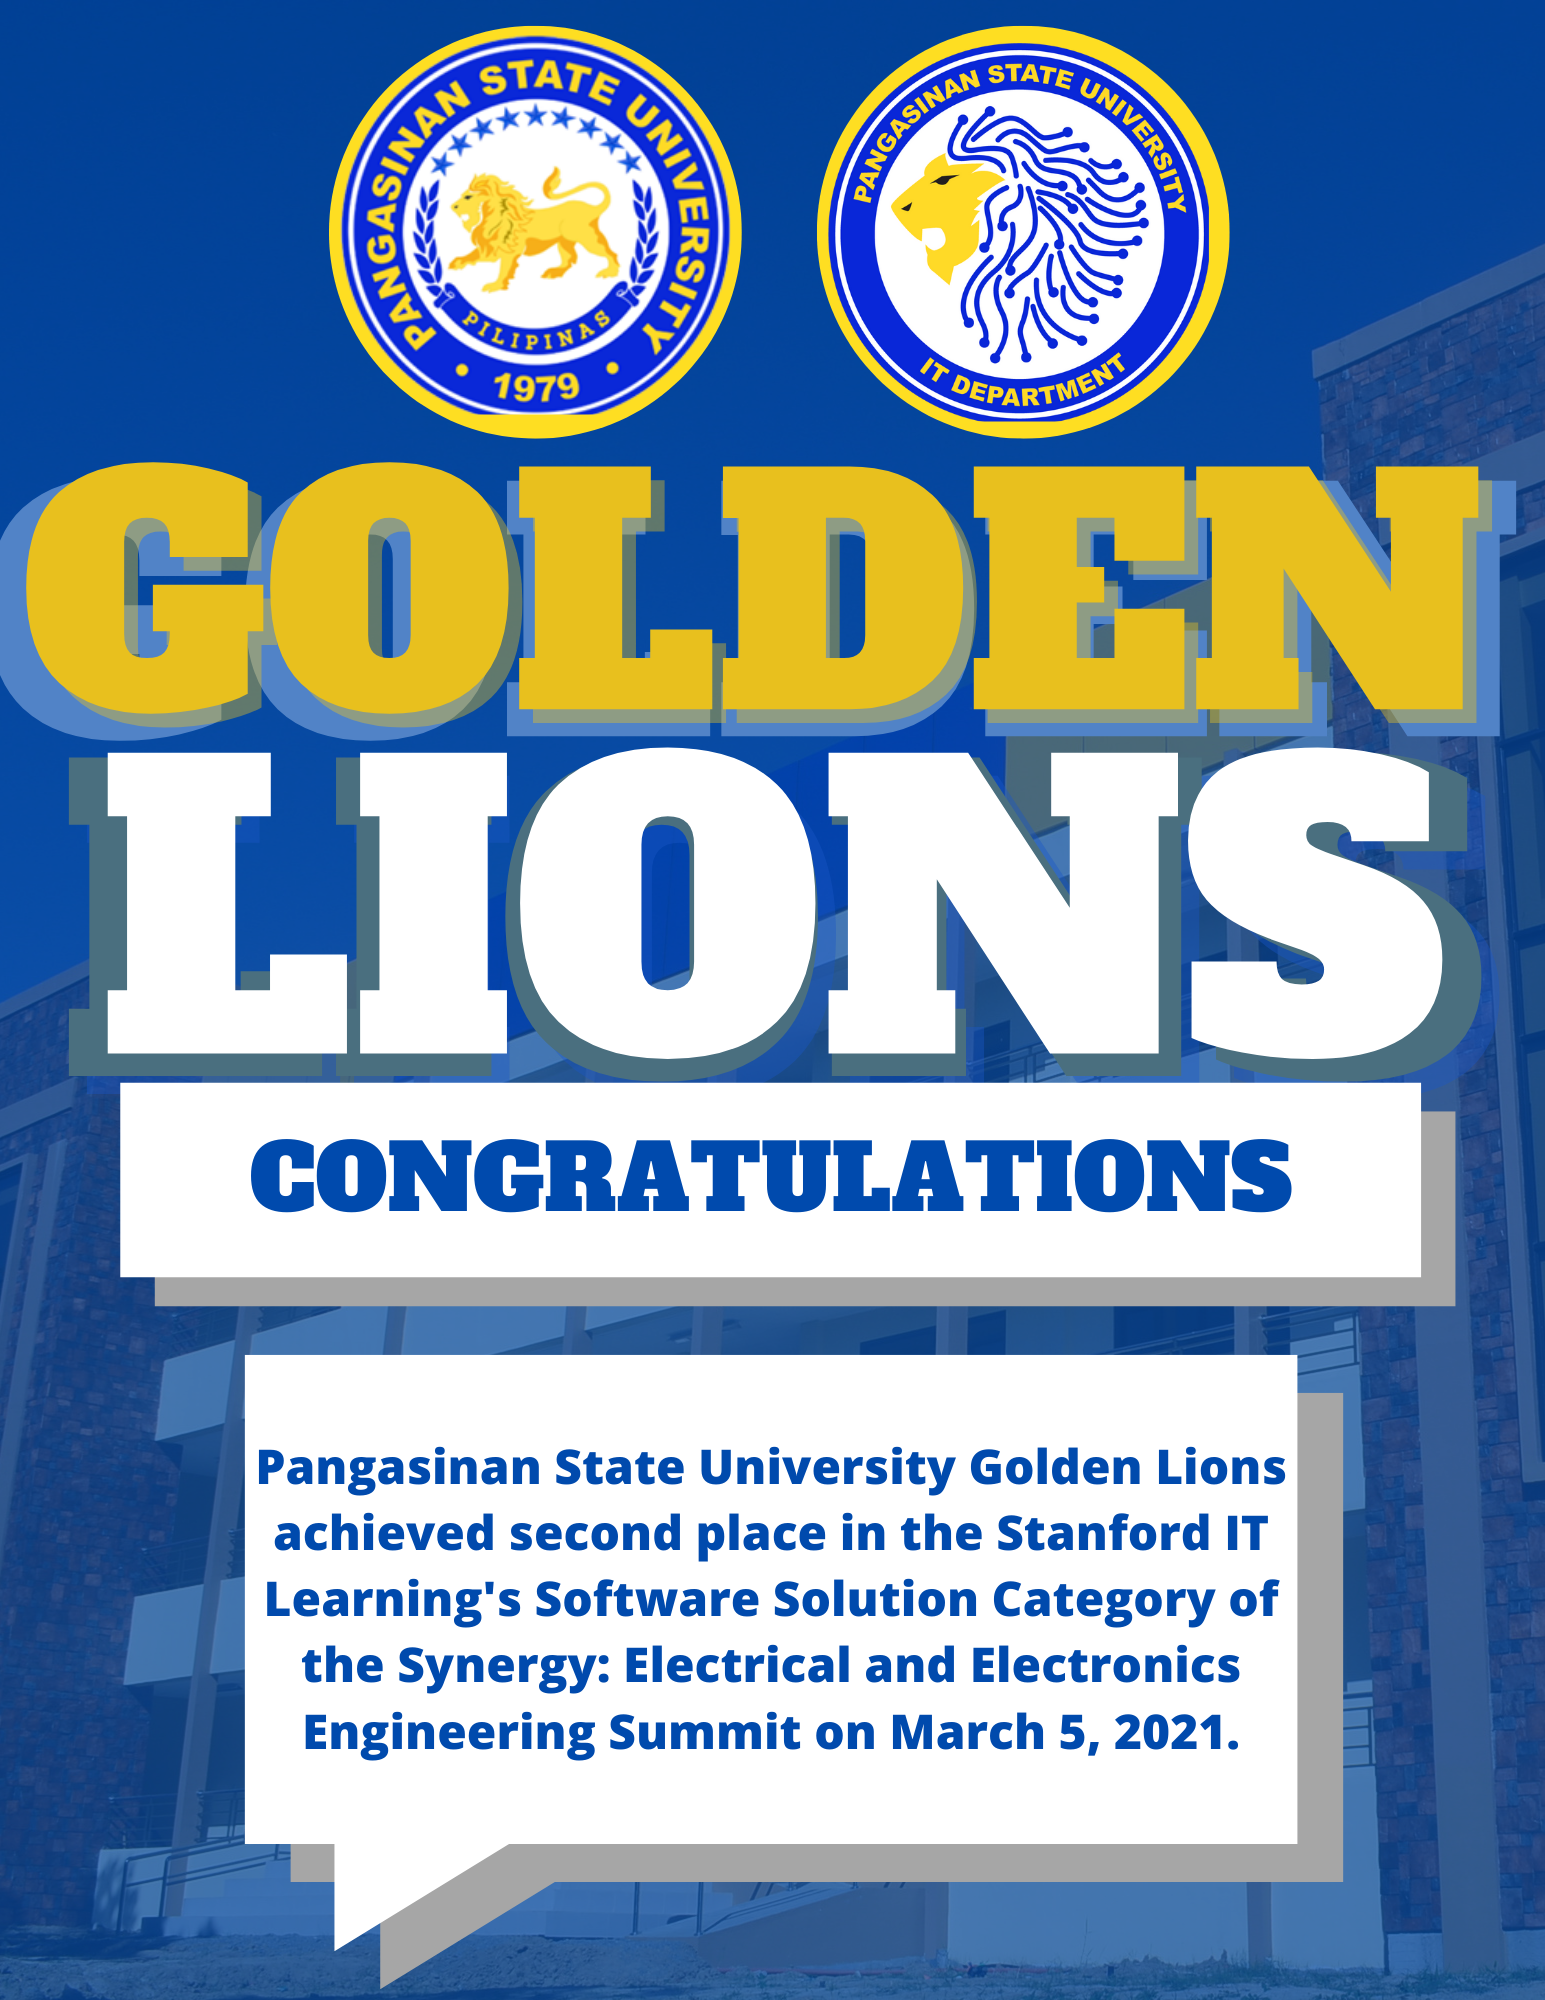 PANGASINAN STATE UNIVERSITY
PILIPINAS
• 1979 •
PANGASINAN STATE UNIVERSITY
IT DEPARTMENT
GOLDEN
LIONS
CONGRATULATIONS
Pangasinan State University Golden Lions
achieved second place in the Stanford IT
Learning's Software Solution Category of
the Synergy: Electrical and Electronics
Engineering Summit on March 5, 2021.